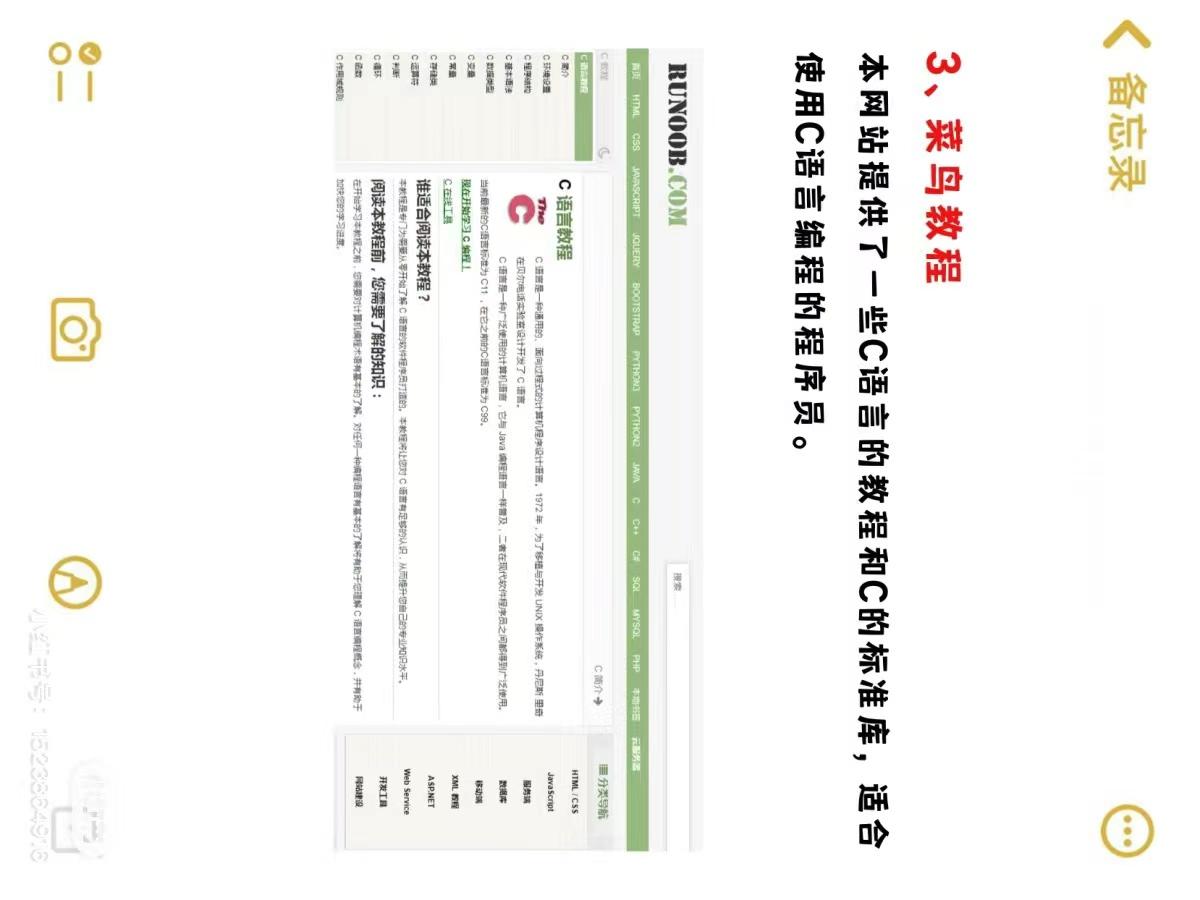 备忘录
3、菜鸟教程
本网站提供了一些C语言的教程和C的标准库，适合
使用C语言编程的程序员。
RUNOOB.COM
搜索……
首页 HTML CSS JAVASCRIPT JQUERY BOOTSTRAP PYTHON3 PYTHON2 JAVA C C++ C# SQL MYSQL PHP 本地书签 云服务器
C 教程
C 语言教程
C 简介
C 环境设置
C 程序结构
C 基本语法
C 数据类型
C 变量
C 常量
C 存储类
C 运算符
C 判断
C 循环
C 函数
C 作用域规则
C 简介
C 语言教程
The
C
C 语言是一种通用的、面向过程式的计算机程序设计语言。1972 年，为了移植与开发 UNIX 操作系统，丹尼斯·里奇
在贝尔电话实验室设计开发了 C 语言。
C 语言是一种广泛使用的计算机语言，它与 Java 编程语言一样普及，二者在现代软件程序员之间都得到广泛使用。
当前最新的C语言标准为 C11 ，在它之前的C语言标准为 C99。
现在开始学习 C 编程！
C 在线工具
谁适合阅读本教程？
本教程是专门为需要从零开始了解 C 语言的软件程序员打造的。本教程将让您对 C 语言有足够的认识，从而提升您自己的专业知识水平。
阅读本教程前，您需要了解的知识：
在开始学习本教程之前，您需要对计算机编程术语有基本的了解。对任何一种编程语言有基本的了解将有助于您理解 C 语言编程概念，并有助于
加快您的学习进度。
分类导航
HTML / CSS
JavaScript
服务端
数据库
移动端
XML 教程
ASP.NET
Web Service
开发工具
网站建设
小红书号：1523864916